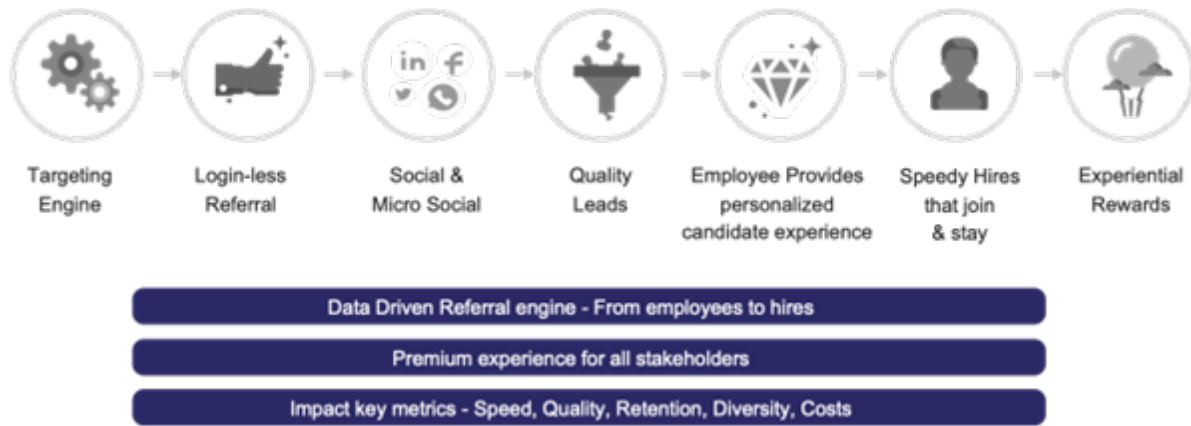 in f
Targeting
Engine
Login-less
Referral
Social &
Micro Social
Quality
Leads
Employee Provides
personalized
candidate experience
Speedy Hires
that join
& stay
Experiential
Rewards
Data Driven Referral engine - From employees to hires
Premium experience for all stakeholders
Impact key metrics - Speed, Quality, Retention, Diversity, Costs